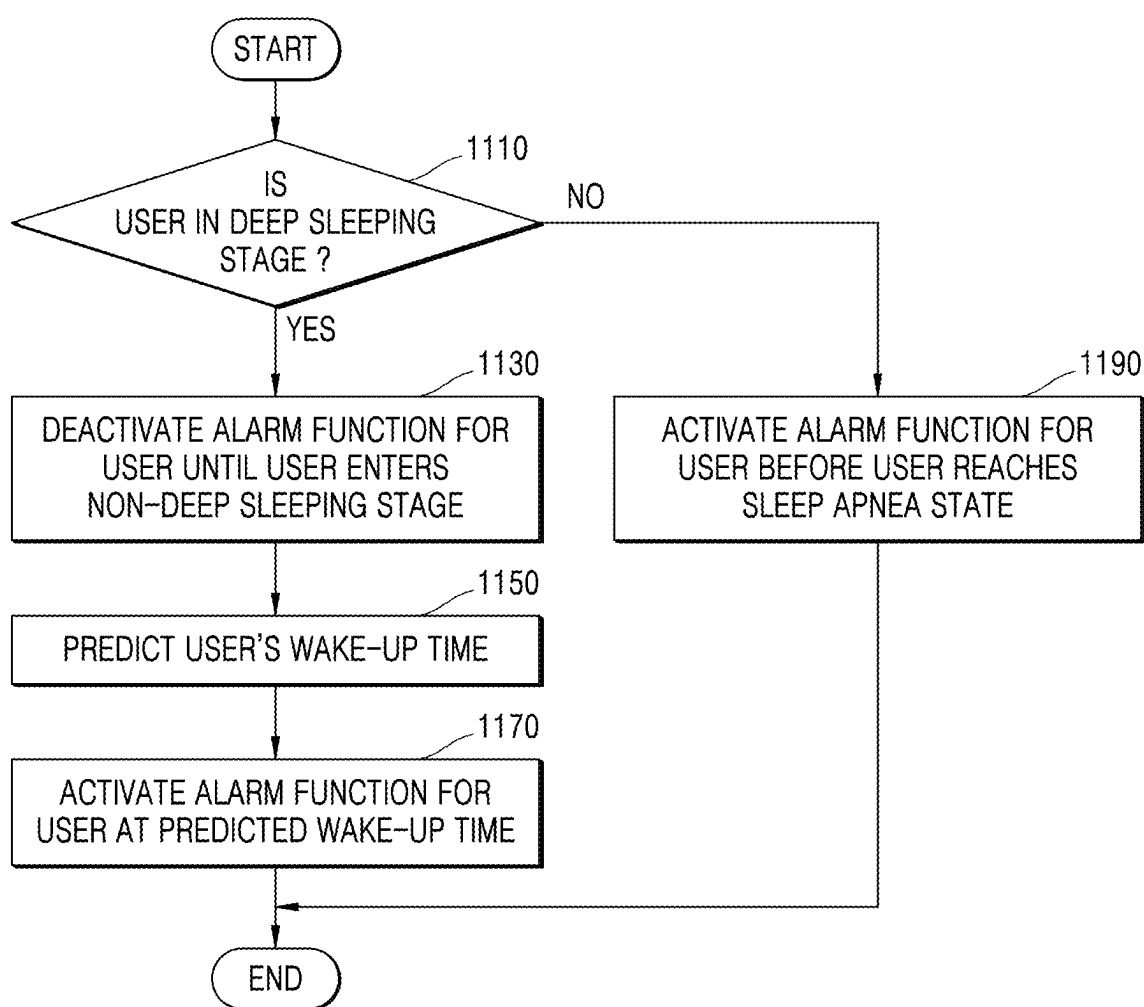 START
1110
IS
USER IN DEEP SLEEPING
STAGE ?
NO
YES
1130
DEACTIVATE ALARM FUNCTION FOR
USER UNTIL USER ENTERS
NON-DEEP SLEEPING STAGE
1190
ACTIVATE ALARM FUNCTION FOR
USER BEFORE USER REACHES
SLEEP APNEA STATE
1150
PREDICT USER'S WAKE-UP TIME
1170
ACTIVATE ALARM FUNCTION FOR
USER AT PREDICTED WAKE-UP TIME
END